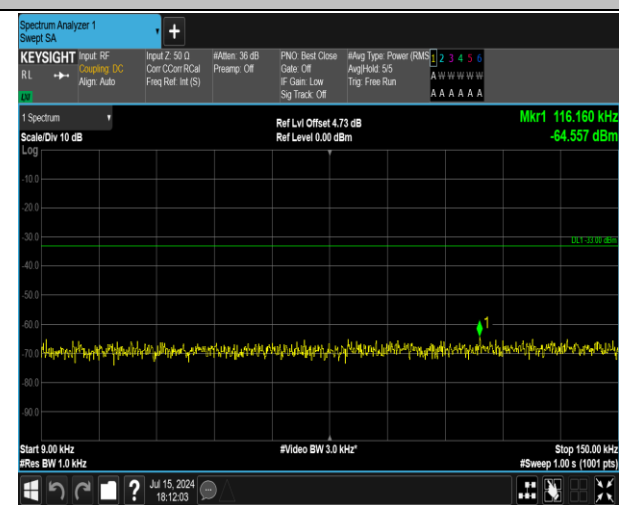 Spectrum Analyzer 1
Swept SA
+
KEYSIGHT Input: RF Input Z: 50 Ω #Atten: 36 dB PNO: Best Close #Avg Type: Power (RMS 1 2 3 4 5 6
RL Coupling: DC Corr CCorr RCal Preamp: Off Gate: Off Avg|Hold: 5/5 A W W W W W
Align: Auto Freq Ref: Int (S) IF Gain: Low Trig: Free Run
Sig Track: Off A A A A A A
1 Spectrum Ref Lvl Offset 4.73 dB Mkr1 116.160 kHz
Scale/Div 10 dB Ref Level 0.00 dBm -64.557 dBm
Log
-10.0
-20.0
-30.0
DL1 -33.00 dBm
-40.0
-50.0
-60.0
1
-70.0
-80.0
-90.0
Start 9.00 kHz #Video BW 3.0 kHz* Stop 150.00 kHz
#Res BW 1.0 kHz #Sweep 1.00 s (1001 pts)
? Jul 15, 2024
18:12:03